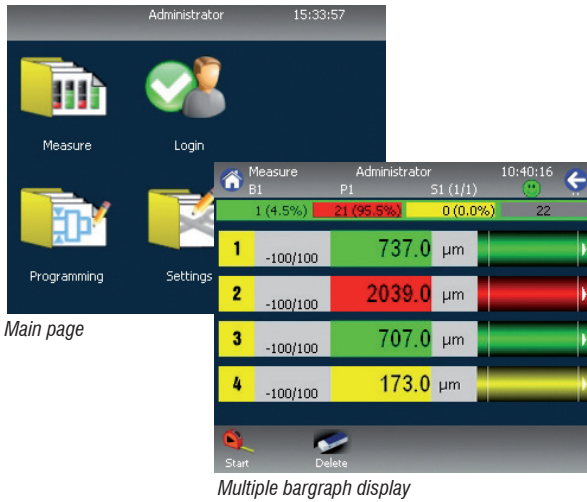 Administrator 15:33:57
Measure Login
Programming Settings
Main page
Measure Administrator 10:40:16
B1 P1 S1 (1/1)
1 (4.5%) 21 (95.5%) 0 (0.0%) 22
1 -100/100 737.0 µm
2 -100/100 2039.0 µm
3 -100/100 707.0 µm
4 -100/100 173.0 µm
Start Delete
Multiple bargraph display